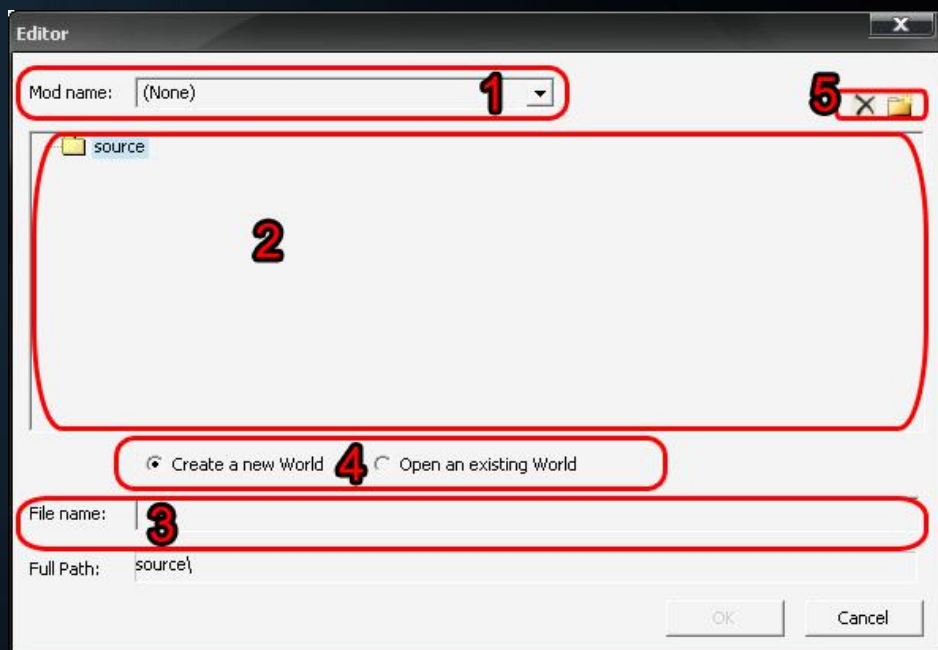 Editor
Mod name: (None) 1
5
source
2
Create a new World 4 Open an existing World
File name: 3
Full Path: source\
OK Cancel